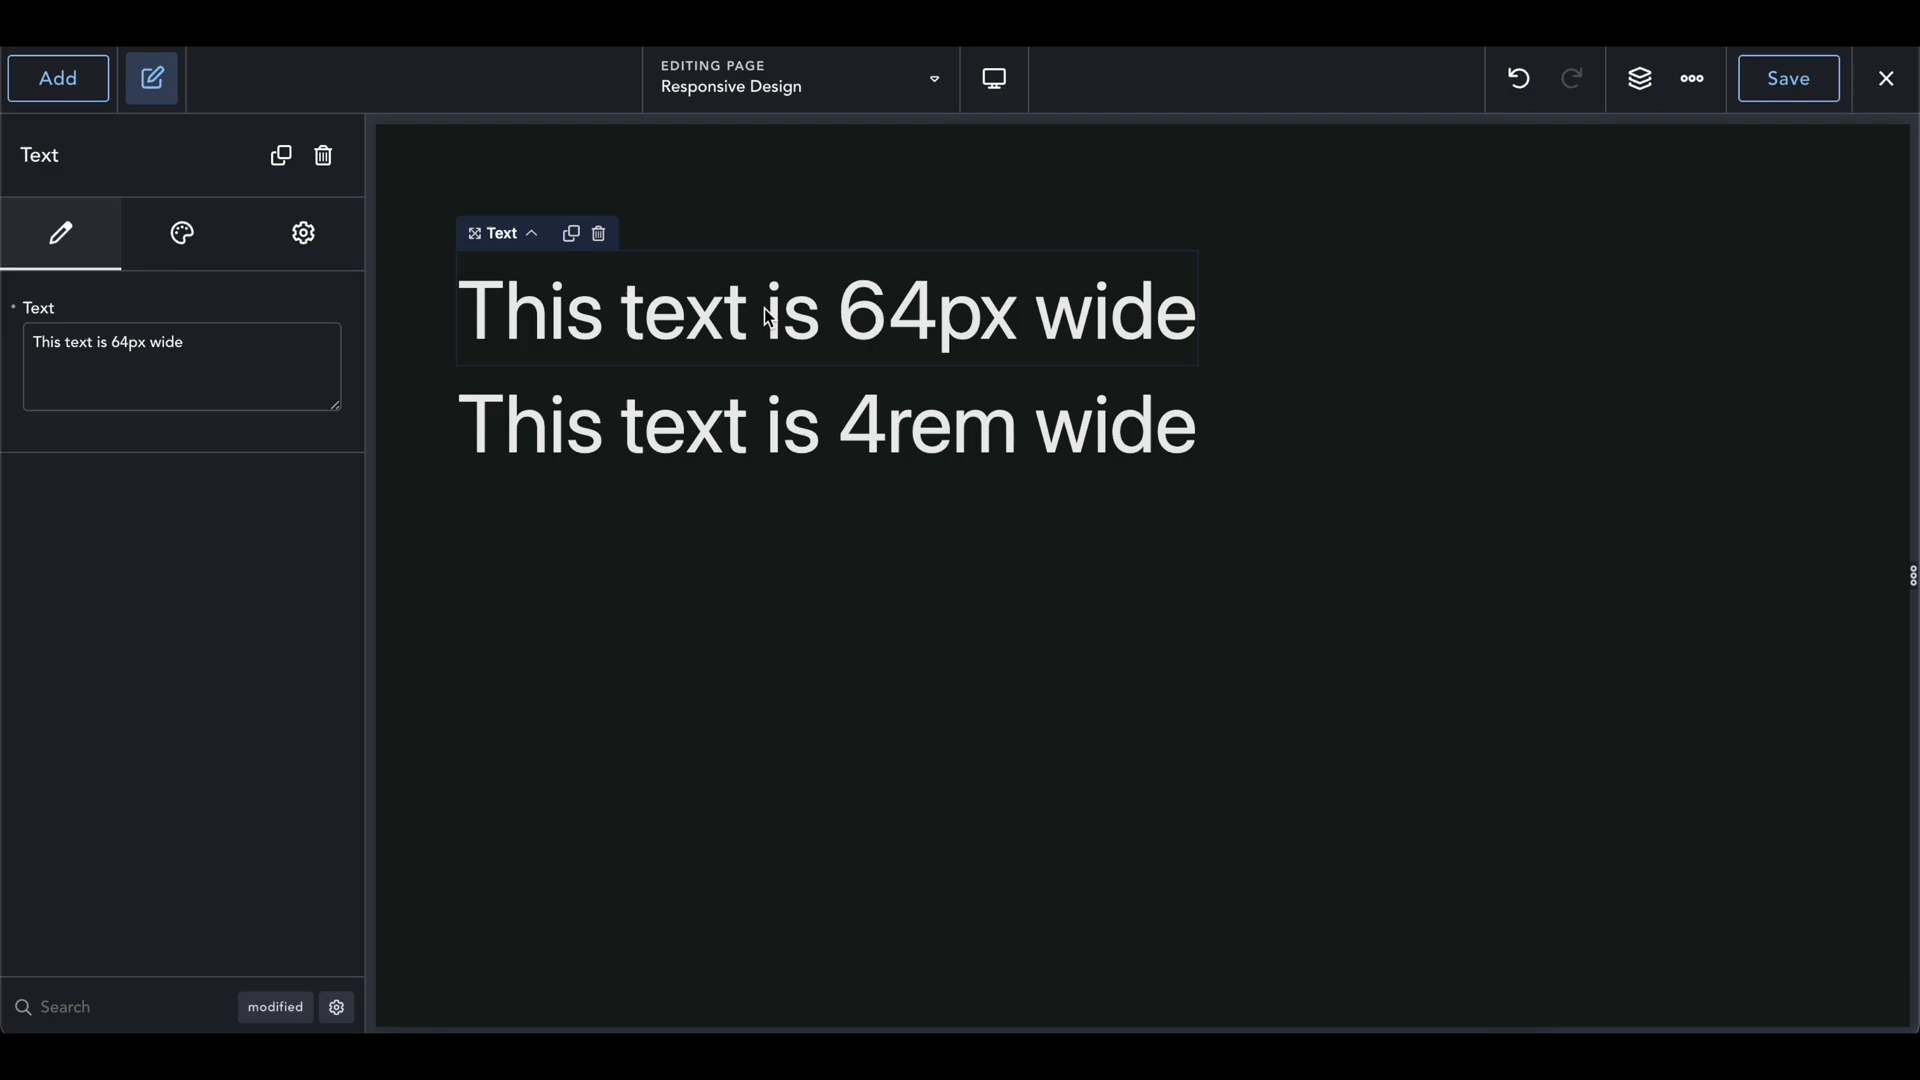 Add
EDITING PAGE
Responsive Design
Save
Text
Text
This text is 64px wide
Text
This text is 64px wide
This text is 4rem wide
Search
modified